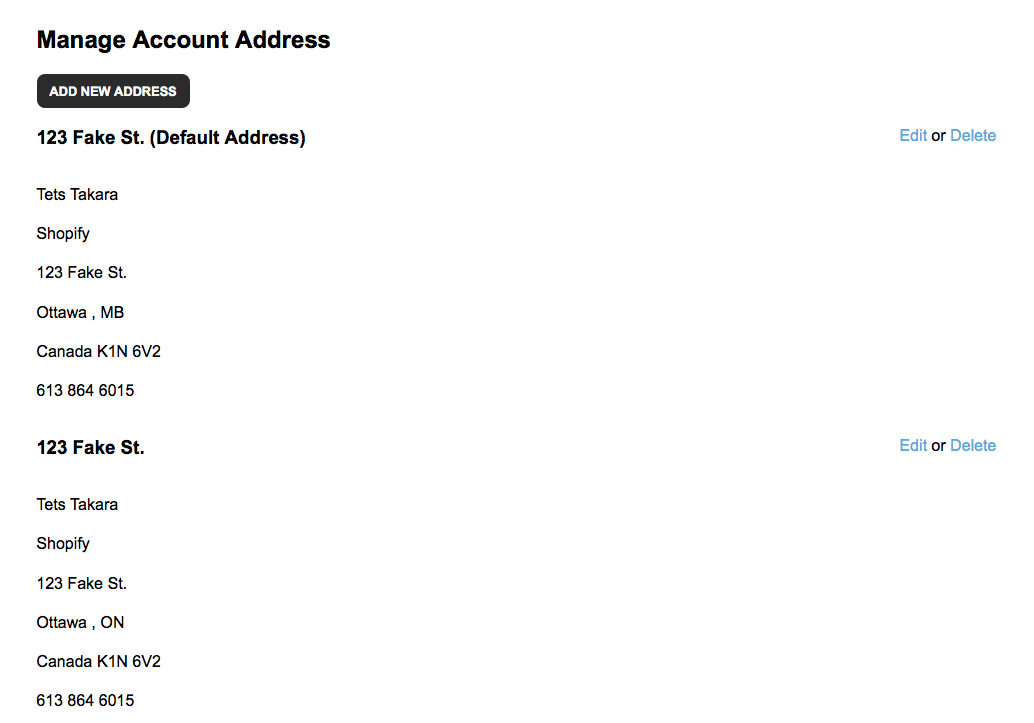 Manage Account Address
ADD NEW ADDRESS
123 Fake St. (Default Address)
Edit or Delete
Tets Takara
Shopify
123 Fake St.
Ottawa , MB
Canada K1N 6V2
613 864 6015
123 Fake St.
Edit or Delete
Tets Takara
Shopify
123 Fake St.
Ottawa , ON
Canada K1N 6V2
613 864 6015